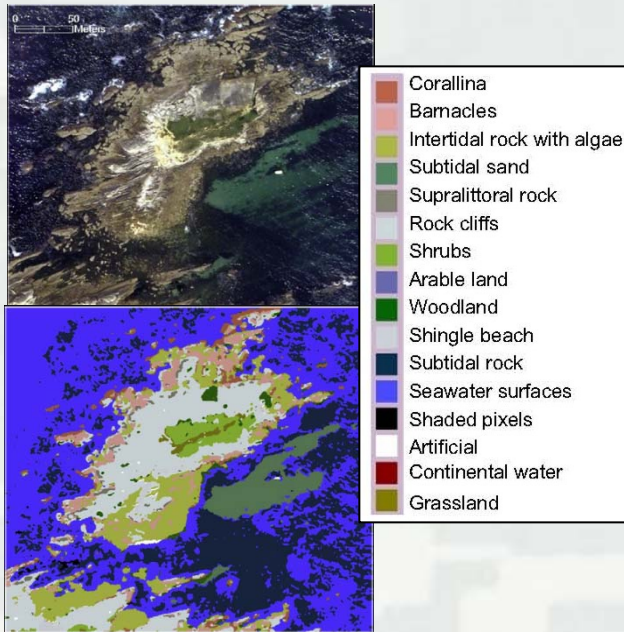 0 50
Meters
Corallina
Barnacles
Intertidal rock with algae
Subtidal sand
Supralittoral rock
Rock cliffs
Shrubs
Arable land
Woodland
Shingle beach
Subtidal rock
Seawater surfaces
Shaded pixels
Artificial
Continental water
Grassland